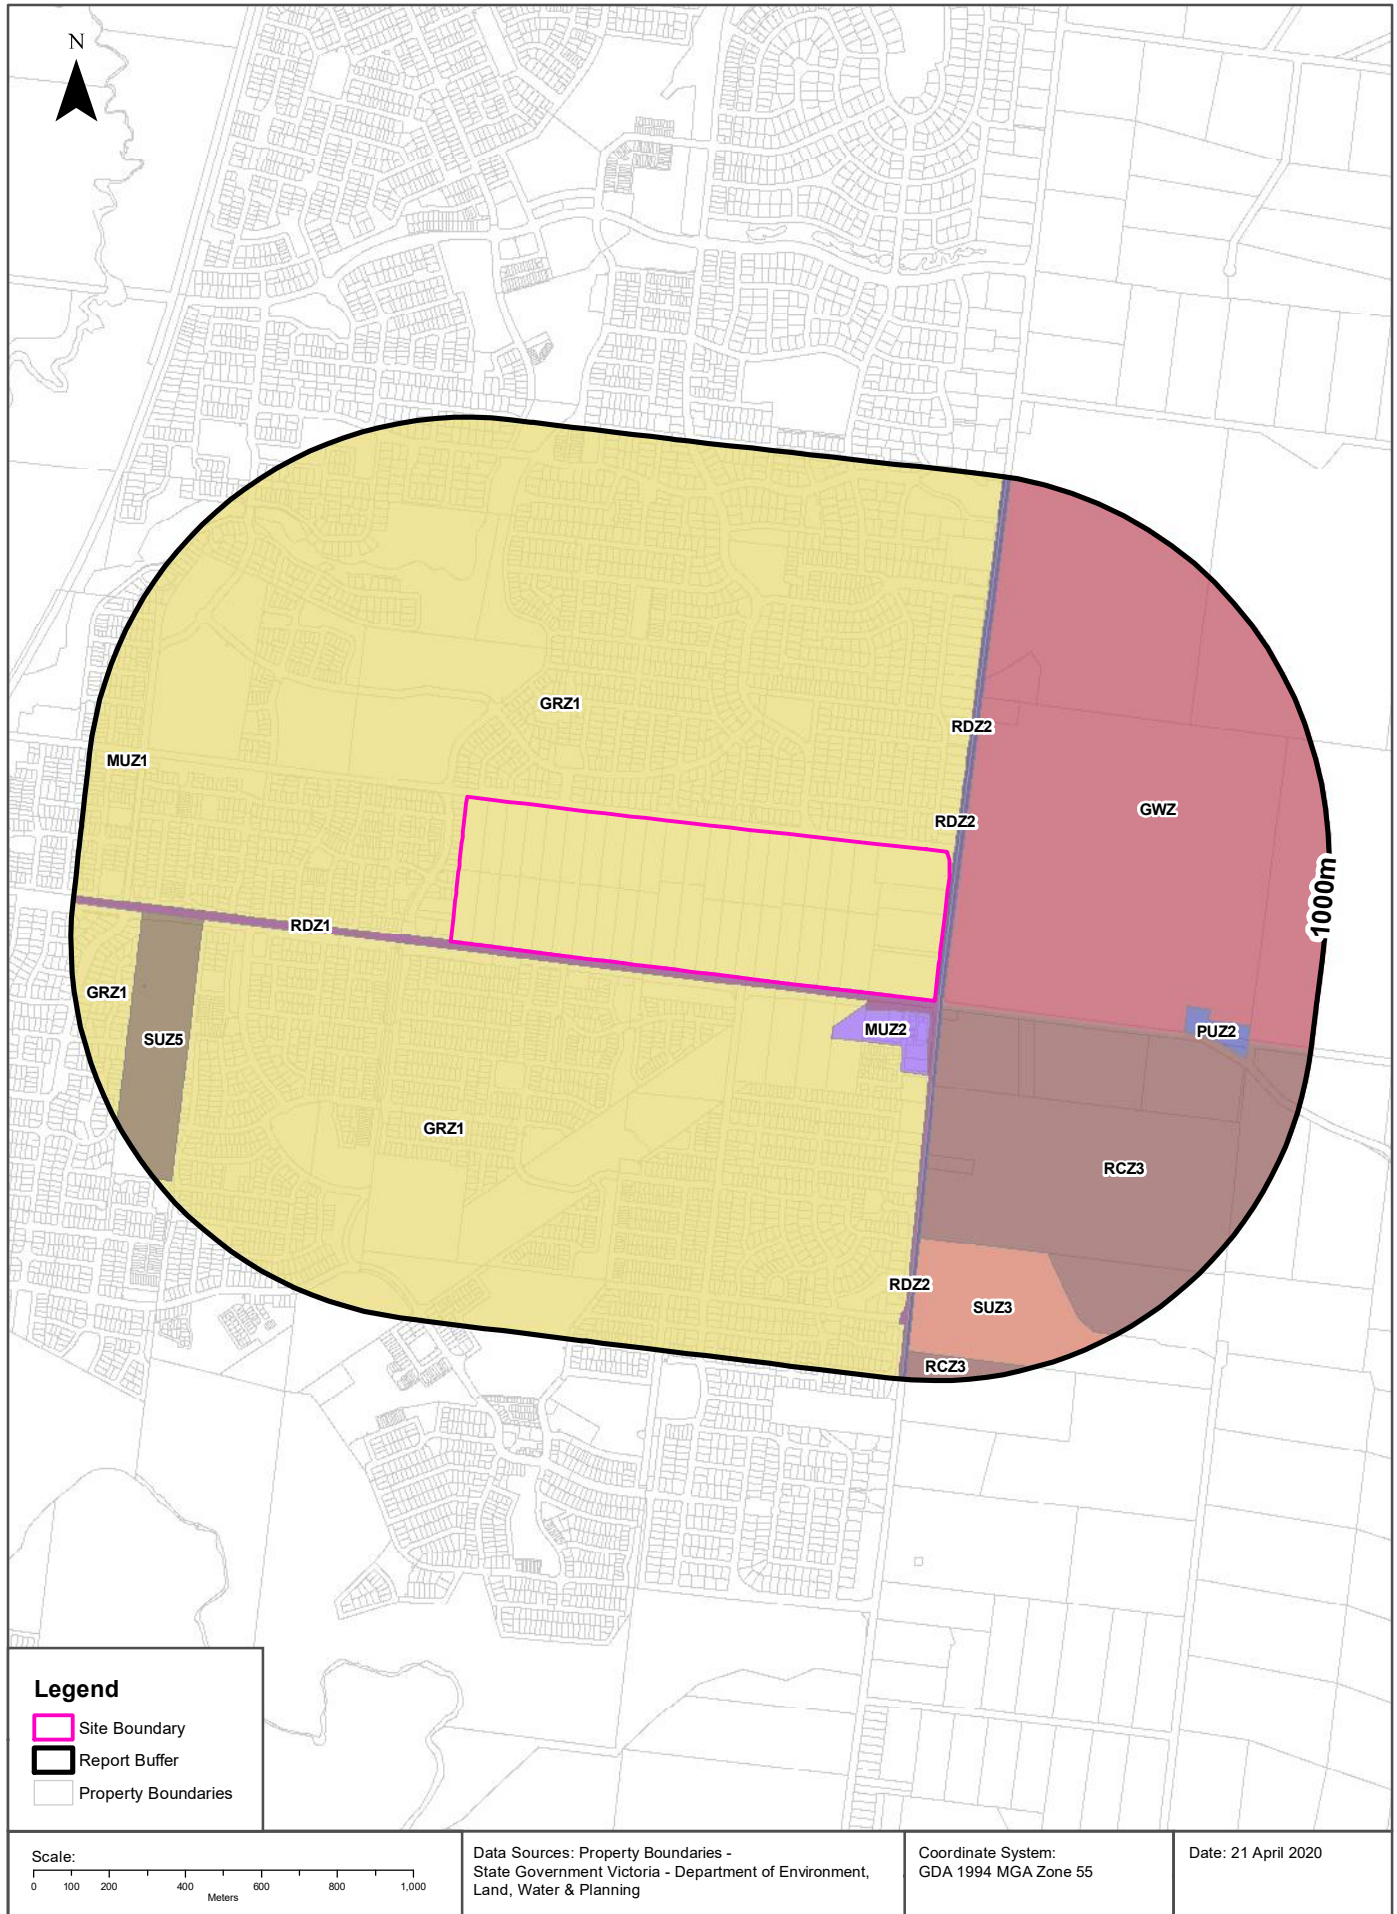 N
GRZ1
RDZ2
MUZ1
GWZ
RDZ2
1000m
RDZ1
GRZ1
MUZ2
PUZ2
SUZ5
GRZ1
RCZ3
RDZ2
SUZ3
RCZ3
Legend
Site Boundary
Report Buffer
Property Boundaries
Scale:
0 100 200 400 600 800 1,000
Meters
Data Sources: Property Boundaries -
State Government Victoria - Department of Environment,
Land, Water & Planning
Coordinate System:
GDA 1994 MGA Zone 55
Date: 21 April 2020